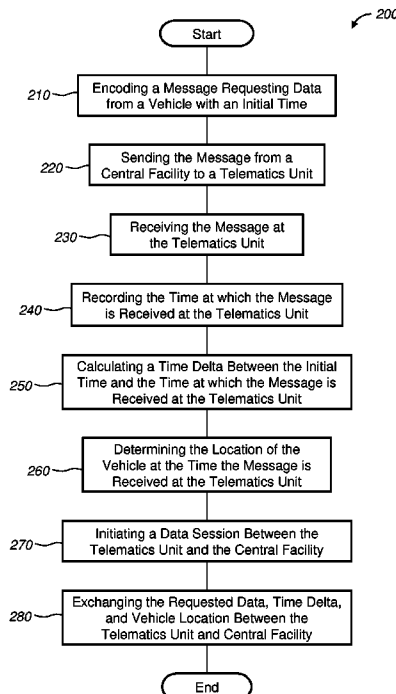 200
Start
210
Encoding a Message Requesting Data
from a Vehicle with an Initial Time
220
Sending the Message from a
Central Facility to a Telematics Unit
230
Receiving the Message at
the Telematics Unit
240
Recording the Time at which the Message
is Received at the Telematics Unit
250
Calculating a Time Delta Between the Initial
Time and the Time at which the Message is
Received at the Telematics Unit
260
Determining the Location of the
Vehicle at the Time the Message is
Received at the Telematics Unit
270
Initiating a Data Session Between the
Telematics Unit and the Central Facility
280
Exchanging the Requested Data, Time Delta,
and Vehicle Location Between the
Telematics Unit and Central Facility
End